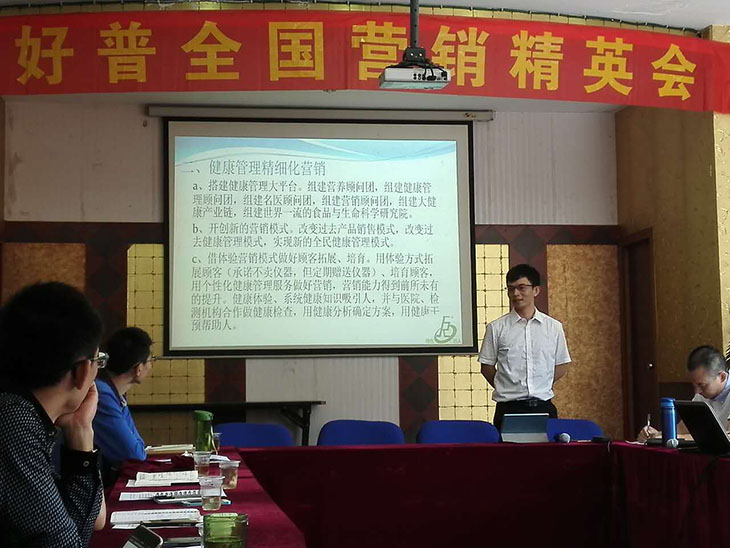 好普全国营销精英会
二、健康管理精细化营销
a、搭建健康管理大平台。组建营养顾问团，组建健康管
理顾问团，组建名医顾问团，组建营销顾问团，组建大健
康产业链，组建世界一流的食品与生命科学研究院。
b、开创新的营销模式。改变过去产品销售模式，改变过
去健康管理模式，实现新的全民健康管理模式。
c、借体验营销模式做好顾客拓展、培育。用体验方式拓
展顾客（承诺不卖仪器，但定期赠送仪器）、培育顾客，
用个性化健康管理服务做好营销，营销能力得到前所未有
的提升。健康体验、系统健康知识吸引人，并与医院、检
测机构合作做健康检查，用健康分析确定方案，用健康干
预帮助人。